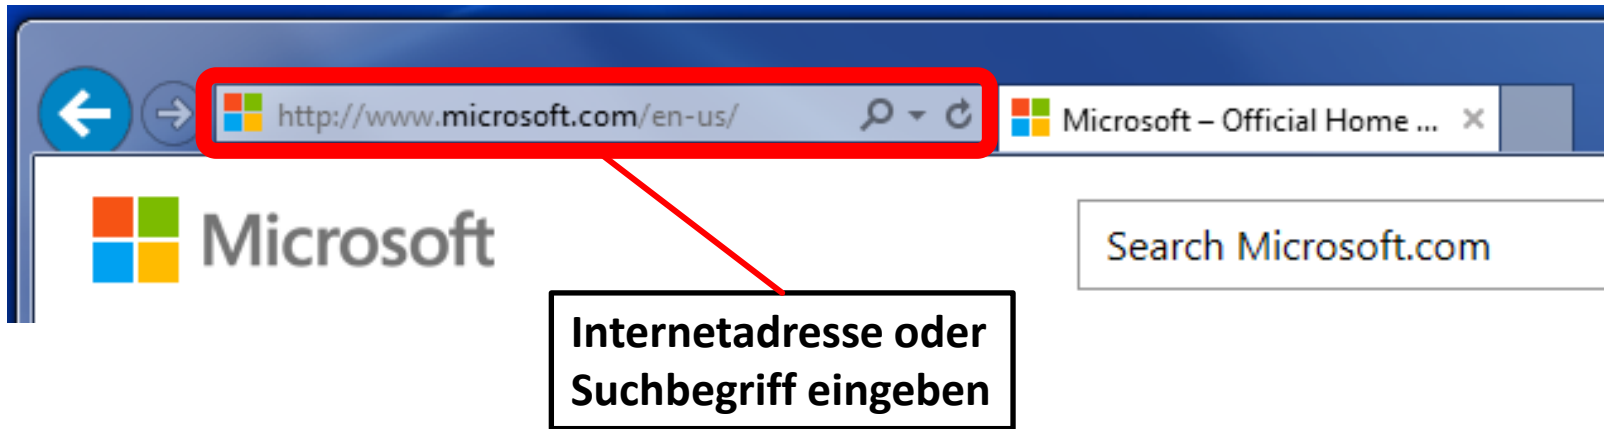 http://www.microsoft.com/en-us/
Microsoft – Official Home ...
Microsoft
Search Microsoft.com
Internetadresse oder
Suchbegriff eingeben